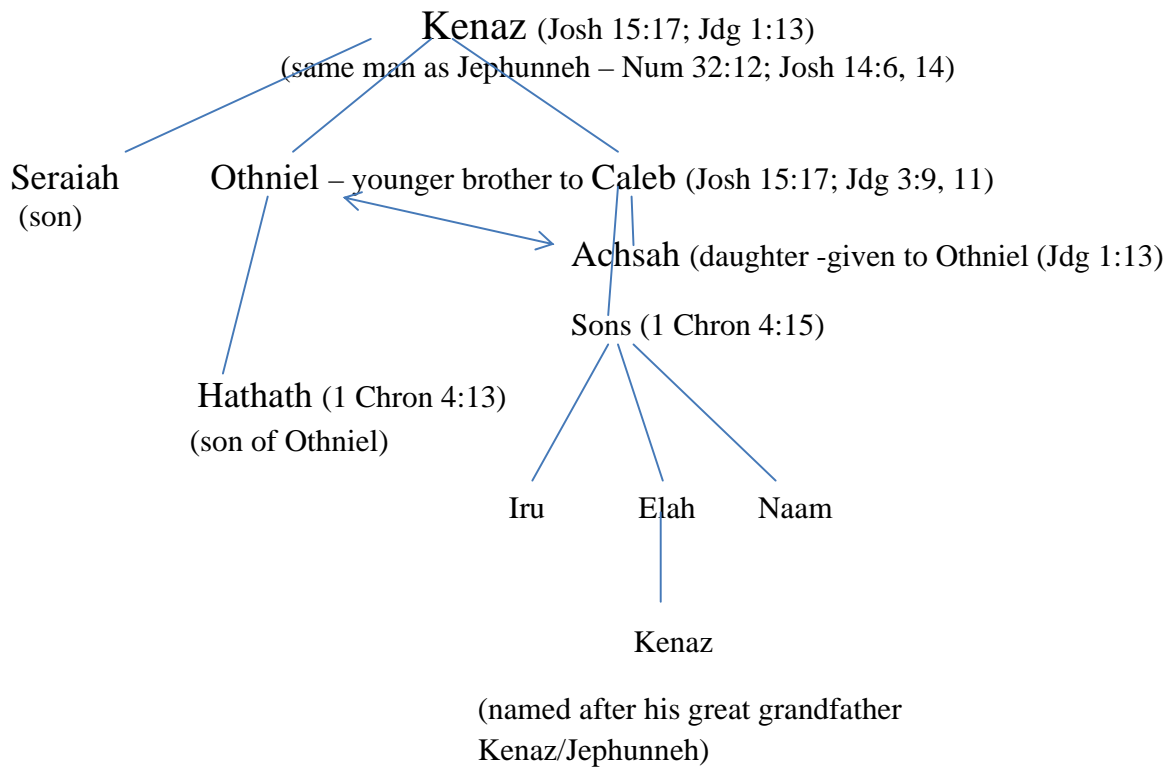 Kenaz (Josh 15:17; Jdg 1:13)
(same man as Jephunneh – Num 32:12; Josh 14:6, 14)
Seraiah
(son)
Othniel – younger brother to Caleb (Josh 15:17; Jdg 3:9, 11)
Achsah (daughter -given to Othniel (Jdg 1:13)
Sons (1 Chron 4:15)
Hathath (1 Chron 4:13)
(son of Othniel)
Iru Elah Naam
Kenaz
(named after his great grandfather
Kenaz/Jephunneh)